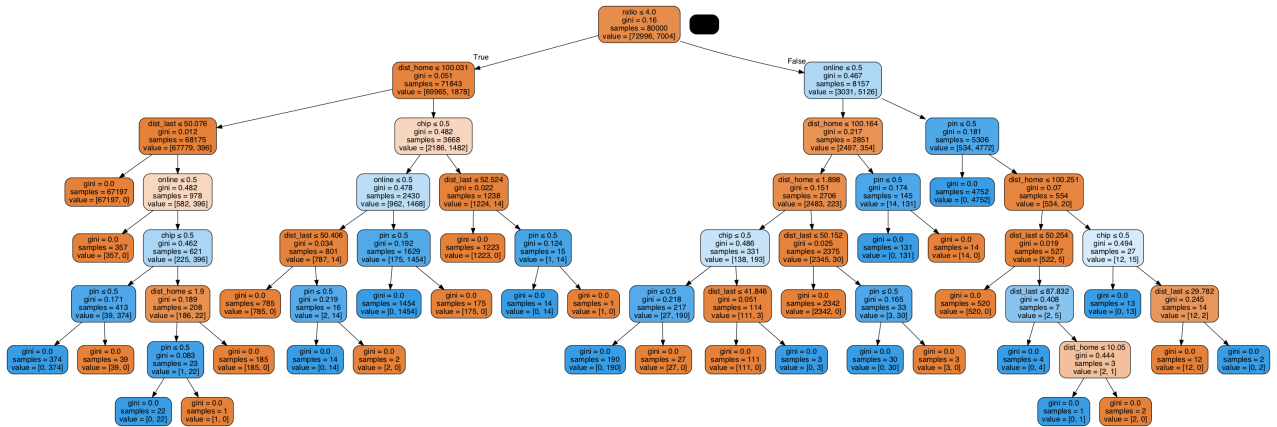 ratio ≤ 4.0
gini = 0.16
samples = 80000
value = [72996, 7004]
True
False
dist_home ≤ 100.031
gini = 0.051
samples = 71843
value = [69965, 1878]
online ≤ 0.5
gini = 0.467
samples = 8157
value = [3031, 5126]
dist_last ≤ 50.076
gini = 0.012
samples = 68175
value = [67779, 396]
chip ≤ 0.5
gini = 0.482
samples = 3668
value = [2186, 1482]
dist_home ≤ 100.164
gini = 0.217
samples = 2851
value = [2497, 354]
pin ≤ 0.5
gini = 0.181
samples = 5306
value = [534, 4772]
gini = 0.0
samples = 67197
value = [67197, 0]
online ≤ 0.5
gini = 0.482
samples = 978
value = [582, 396]
online ≤ 0.5
gini = 0.478
samples = 2430
value = [962, 1468]
dist_last ≤ 52.524
gini = 0.022
samples = 1238
value = [1224, 14]
dist_home ≤ 1.898
gini = 0.151
samples = 2706
value = [2483, 223]
pin ≤ 0.5
gini = 0.174
samples = 145
value = [14, 131]
gini = 0.0
samples = 4752
value = [0, 4752]
dist_home ≤ 100.251
gini = 0.07
samples = 554
value = [534, 20]
gini = 0.0
samples = 357
value = [357, 0]
chip ≤ 0.5
gini = 0.462
samples = 621
value = [225, 396]
dist_last ≤ 50.406
gini = 0.034
samples = 801
value = [787, 14]
pin ≤ 0.5
gini = 0.192
samples = 1629
value = [175, 1454]
gini = 0.0
samples = 1223
value = [1223, 0]
pin ≤ 0.5
gini = 0.124
samples = 15
value = [1, 14]
chip ≤ 0.5
gini = 0.486
samples = 331
value = [138, 193]
dist_last ≤ 50.152
gini = 0.025
samples = 2375
value = [2345, 30]
gini = 0.0
samples = 131
value = [0, 131]
gini = 0.0
samples = 14
value = [14, 0]
dist_last ≤ 50.254
gini = 0.019
samples = 527
value = [522, 5]
chip ≤ 0.5
gini = 0.494
samples = 27
value = [12, 15]
pin ≤ 0.5
gini = 0.171
samples = 413
value = [39, 374]
dist_home ≤ 1.9
gini = 0.189
samples = 208
value = [186, 22]
gini = 0.0
samples = 785
value = [785, 0]
pin ≤ 0.5
gini = 0.219
samples = 16
value = [2, 14]
gini = 0.0
samples = 1454
value = [0, 1454]
gini = 0.0
samples = 175
value = [175, 0]
gini = 0.0
samples = 14
value = [0, 14]
gini = 0.0
samples = 1
value = [1, 0]
pin ≤ 0.5
gini = 0.218
samples = 217
value = [27, 190]
dist_last ≤ 41.846
gini = 0.051
samples = 114
value = [111, 3]
gini = 0.0
samples = 2342
value = [2342, 0]
pin ≤ 0.5
gini = 0.165
samples = 33
value = [3, 30]
gini = 0.0
samples = 520
value = [520, 0]
dist_last ≤ 87.832
gini = 0.408
samples = 7
value = [2, 5]
gini = 0.0
samples = 13
value = [0, 13]
dist_last ≤ 29.782
gini = 0.245
samples = 14
value = [12, 2]
gini = 0.0
samples = 374
value = [0, 374]
gini = 0.0
samples = 39
value = [39, 0]
pin ≤ 0.5
gini = 0.083
samples = 23
value = [1, 22]
gini = 0.0
samples = 185
value = [185, 0]
gini = 0.0
samples = 14
value = [0, 14]
gini = 0.0
samples = 2
value = [2, 0]
gini = 0.0
samples = 190
value = [0, 190]
gini = 0.0
samples = 27
value = [27, 0]
gini = 0.0
samples = 111
value = [111, 0]
gini = 0.0
samples = 3
value = [0, 3]
gini = 0.0
samples = 30
value = [0, 30]
gini = 0.0
samples = 3
value = [3, 0]
gini = 0.0
samples = 4
value = [0, 4]
dist_home ≤ 10.05
gini = 0.444
samples = 3
value = [2, 1]
gini = 0.0
samples = 12
value = [12, 0]
gini = 0.0
samples = 2
value = [0, 2]
gini = 0.0
samples = 22
value = [0, 22]
gini = 0.0
samples = 1
value = [1, 0]
gini = 0.0
samples = 1
value = [0, 1]
gini = 0.0
samples = 2
value = [2, 0]